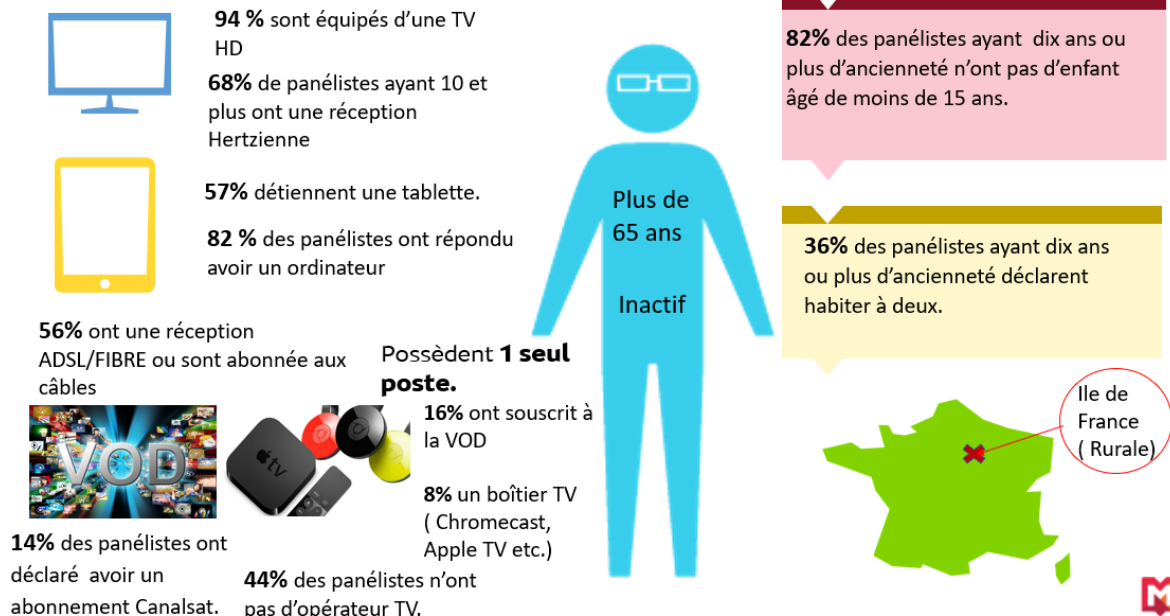 94 % sont équipés d’une TV
HD
68% de panélistes ayant 10 et
plus ont une réception
Hertzienne
57% détiennent une tablette.
82 % des panélistes ont répondu
avoir un ordinateur
56% ont une réception
ADSL/FIBRE ou sont abonnée aux
câbles
Possèdent 1 seul
poste.
VOD
tv
16% ont souscrit à
la VOD
8% un boîtier TV
( Chromecast,
Apple TV etc.)
14% des panélistes ont
déclaré avoir un
abonnement Canalsat.
44% des panélistes n’ont
pas d’opérateur TV.
Plus de
65 ans
Inactif
82% des panélistes ayant dix ans ou
plus d’ancienneté n’ont pas d’enfant
âgé de moins de 15 ans.
36% des panélistes ayant dix ans
ou plus d’ancienneté déclarent
habiter à deux.
Ile de
France
( Rurale)
M